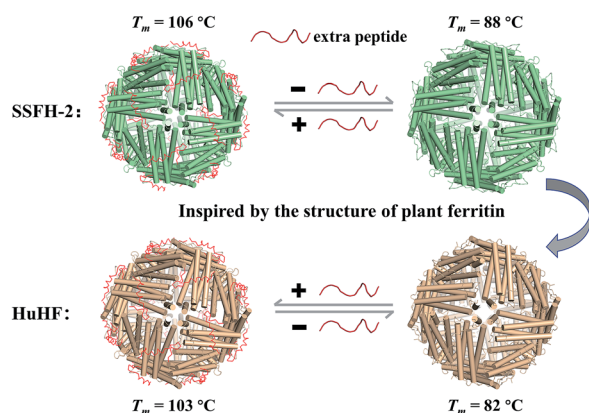 Tm = 106 °C
extra peptide
Tm = 88 °C
SSFH-2：
−
+
Inspired by the structure of plant ferritin
HuHF：
+
−
Tm = 103 °C
Tm = 82 °C